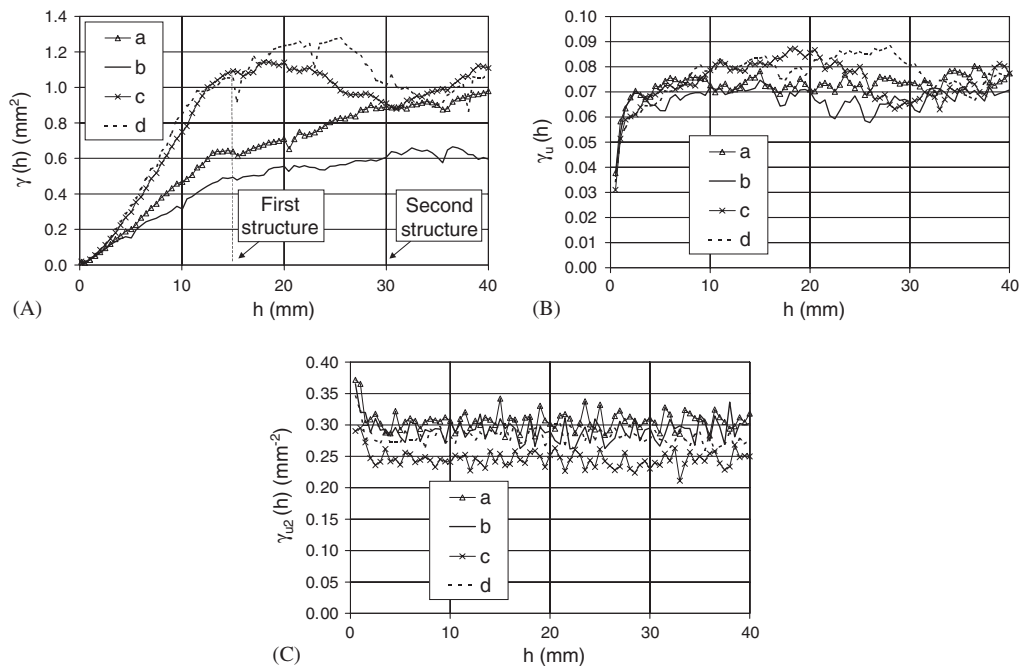 1.4
1.2
1.0
0.8
0.6
0.4
0.2
0.0
γ(h) (mm²)
a
b
c
d
First
structure
Second
structure
0 10 20 30 40
h (mm)
(A)
0.10
0.09
0.08
0.07
0.06
0.05
0.04
0.03
0.02
0.01
0.00
γu(h)
a
b
c
d
0 10 20 30 40
h (mm)
(B)
0.40
0.35
0.30
0.25
0.20
0.15
0.10
0.05
0.00
γu2(h) (mm⁻²)
a
b
c
d
0 10 20 30 40
h (mm)
(C)